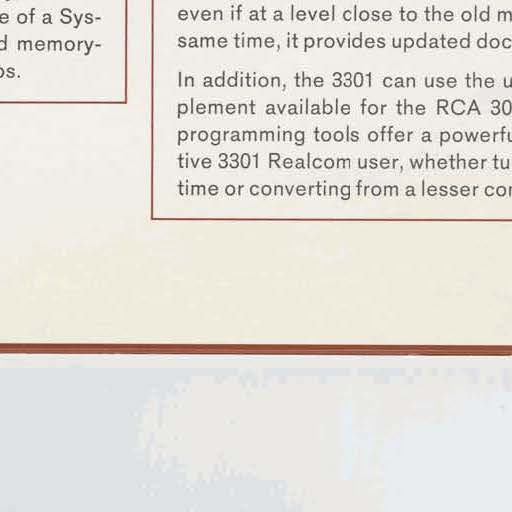 e of a Sys-
d memory-
os.
even if at a level close to the old m
same time, it provides updated doc
In addition, the 3301 can use the u
plement available for the RCA 30
programming tools offer a powerfu
tive 3301 Realcom user, whether tu
time or converting from a lesser cor